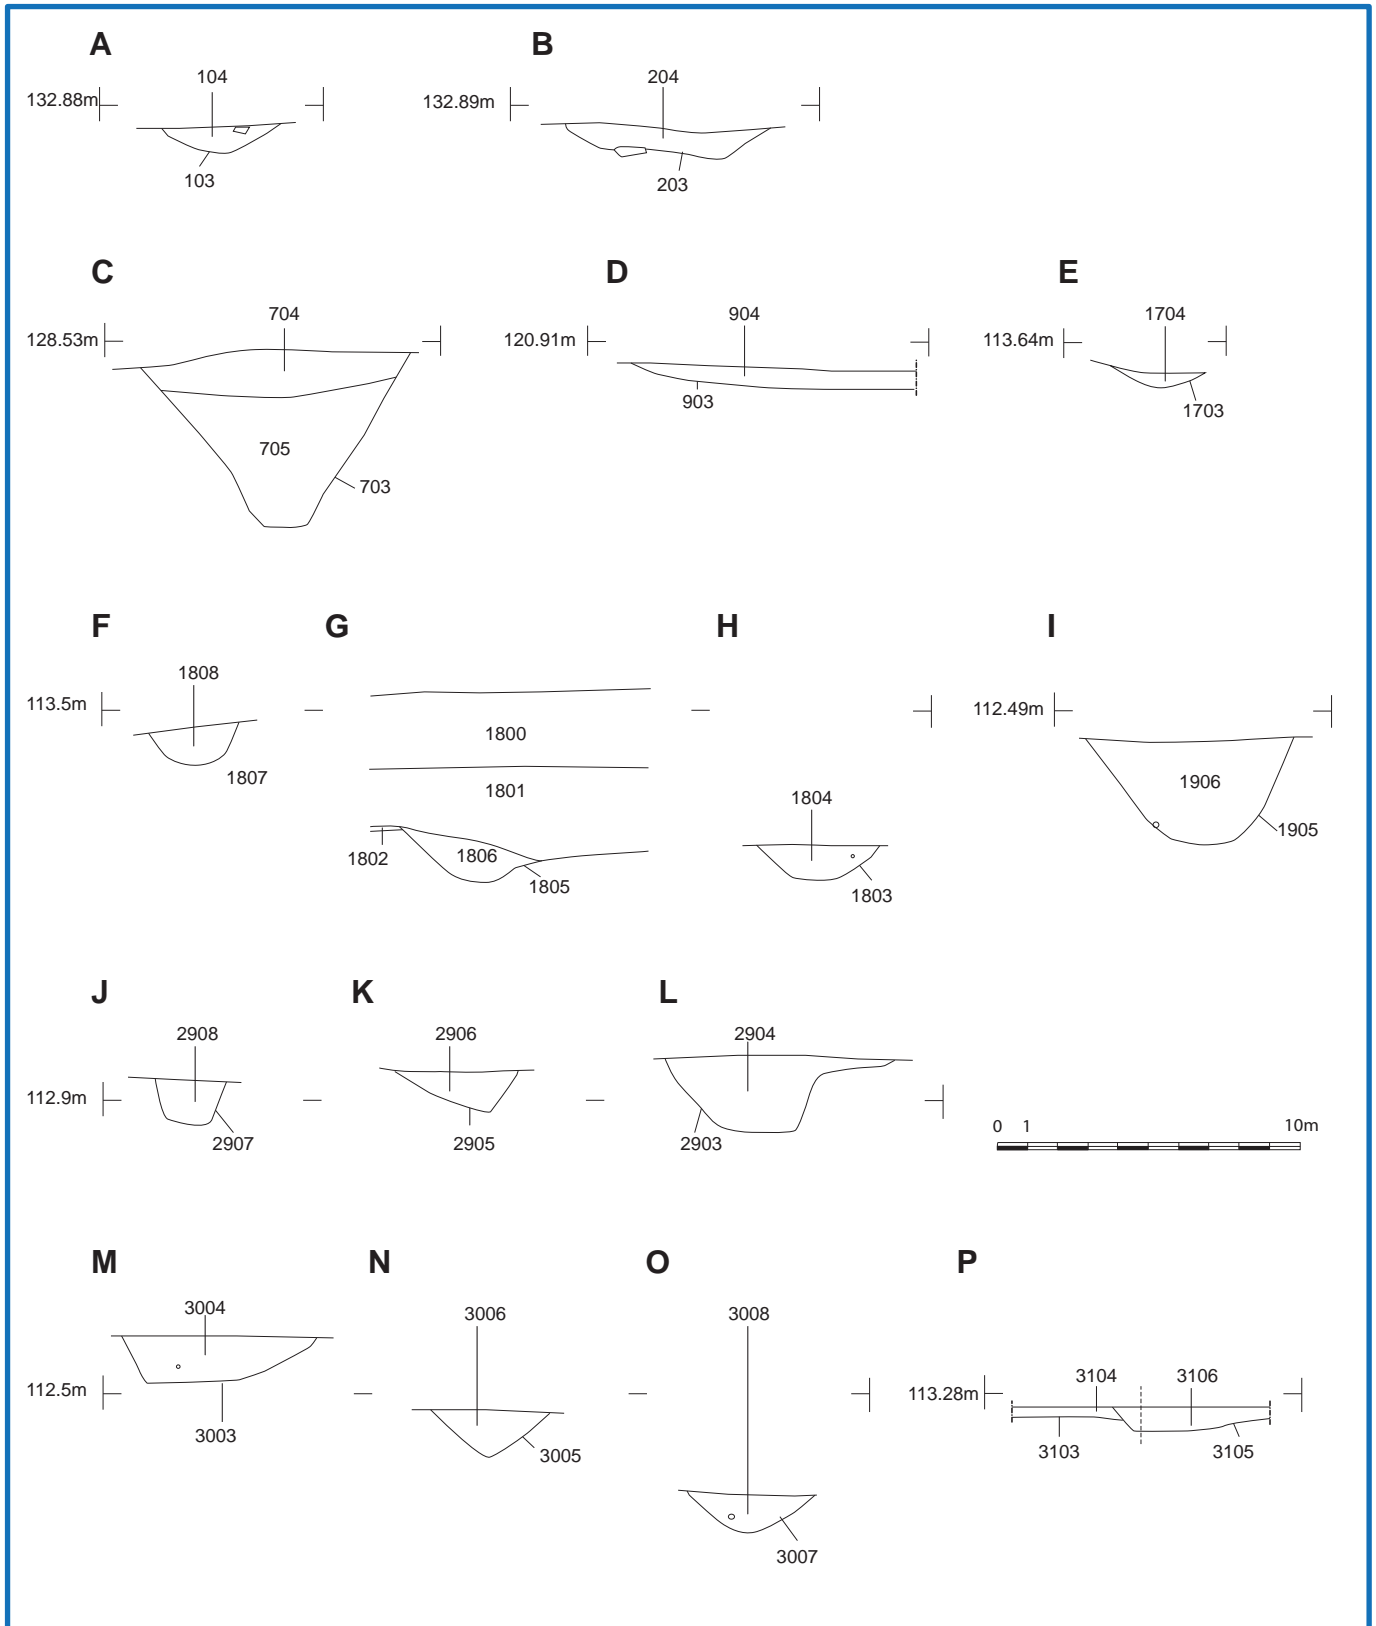 A B
104 204
132.88m 132.89m
103 203
C D E
704 904 1704
128.53m 120.91m 113.64m
903 1703
705
703
F G H I
1808
113.5m 112.49m
1800
1807 1801 1804 1906
1802 1806 1805 1803 1905
J K L
2908 2906 2904
112.9m
2907 2905 2903
0 1 10m
M N O P
3004 3006 3008
3104 3106
112.5m 113.28m
3003 3005 3103 3105
3007